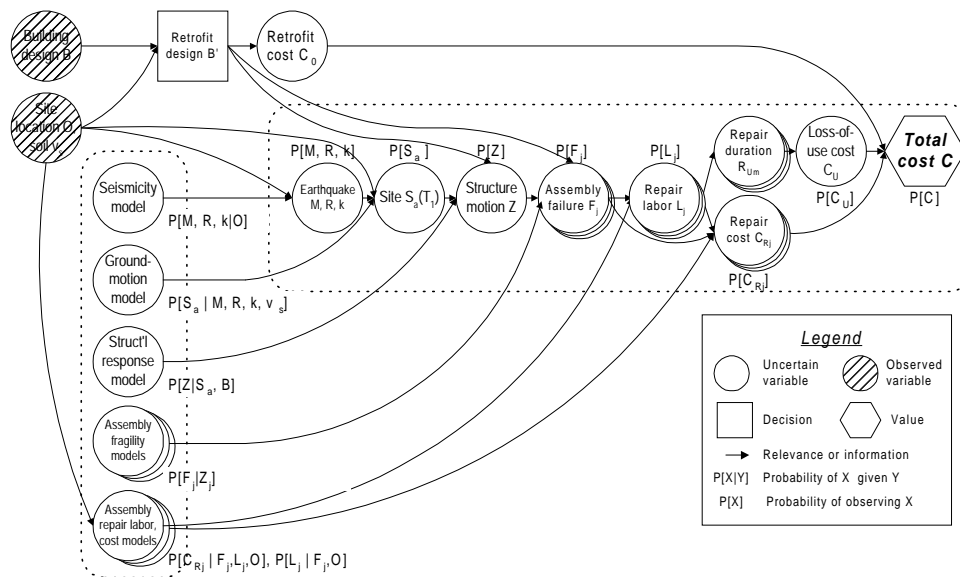 Building
design B
Retrofit
design B'
Retrofit
cost C0
Site
location O,
soil vs
P[M, R, k]
P[Sa]
P[Z]
P[Fj]
P[Lj]
Repair
duration
RUm
Loss-of-
use cost
CU
Total
cost C
P[CU]
P[C]
Seismicity
model
Earthquake
M, R, k
Site Sa(T1)
Structure
motion Z
Assembly
failure Fj
Repair
labor Lj
Repair
cost CRj
P[CRj]
P[M, R, k|O]
Ground-
motion
model
P[Sa | M, R, k, vs]
Struct'l
response
model
P[Z|Sa, B]
Assembly
fragility
models
P[Fj|Zj]
Assembly
repair labor,
cost models
P[CRj | Fj,Lj,O], P[Lj | Fj,O]
Legend
Uncertain
variable
Observed
variable
Decision
Value
Relevance or information
P[X|Y] Probability of X given Y
P[X] Probability of observing X